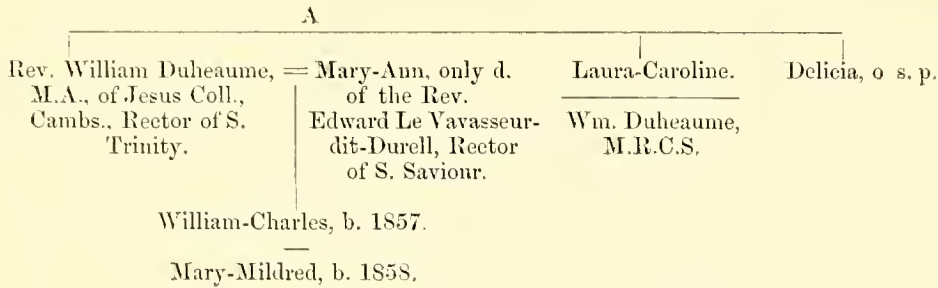 A
Rev. William Duheaume, = Mary-Ann, only d. Laura-Caroline. Delicia, o s. p.
M.A., of Jesus Coll., of the Rev.
Cambs., Rector of S. Edward Le Vavasseur- Wm. Duheaume,
Trinity. dit-Durell, Rector M.R.C.S.
of S. Saviour.
William-Charles, b. 1857.
Mary-Mildred, b. 1858.